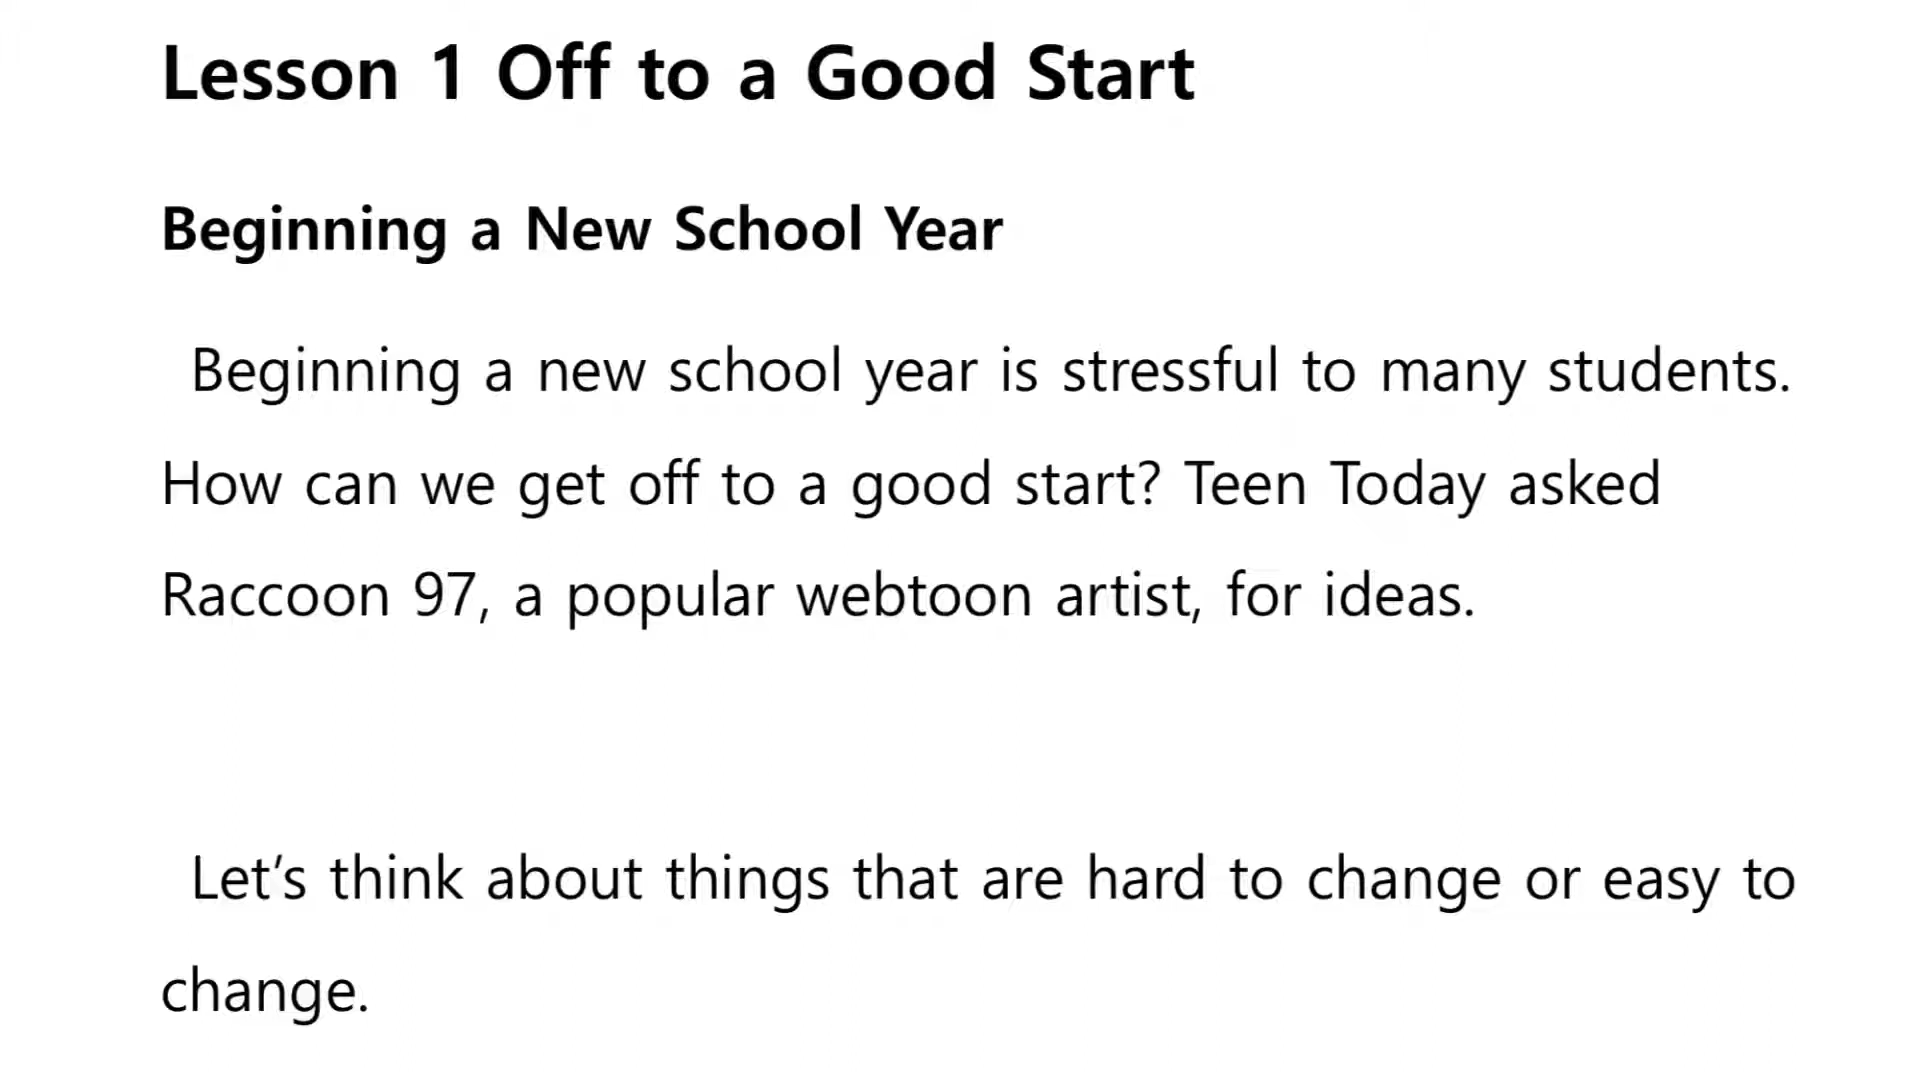 Lesson 1 Off to a Good Start
Beginning a New School Year
Beginning a new school year is stressful to many students.
How can we get off to a good start? Teen Today asked
Raccoon 97, a popular webtoon artist, for ideas.
Let’s think about things that are hard to change or easy to
change.